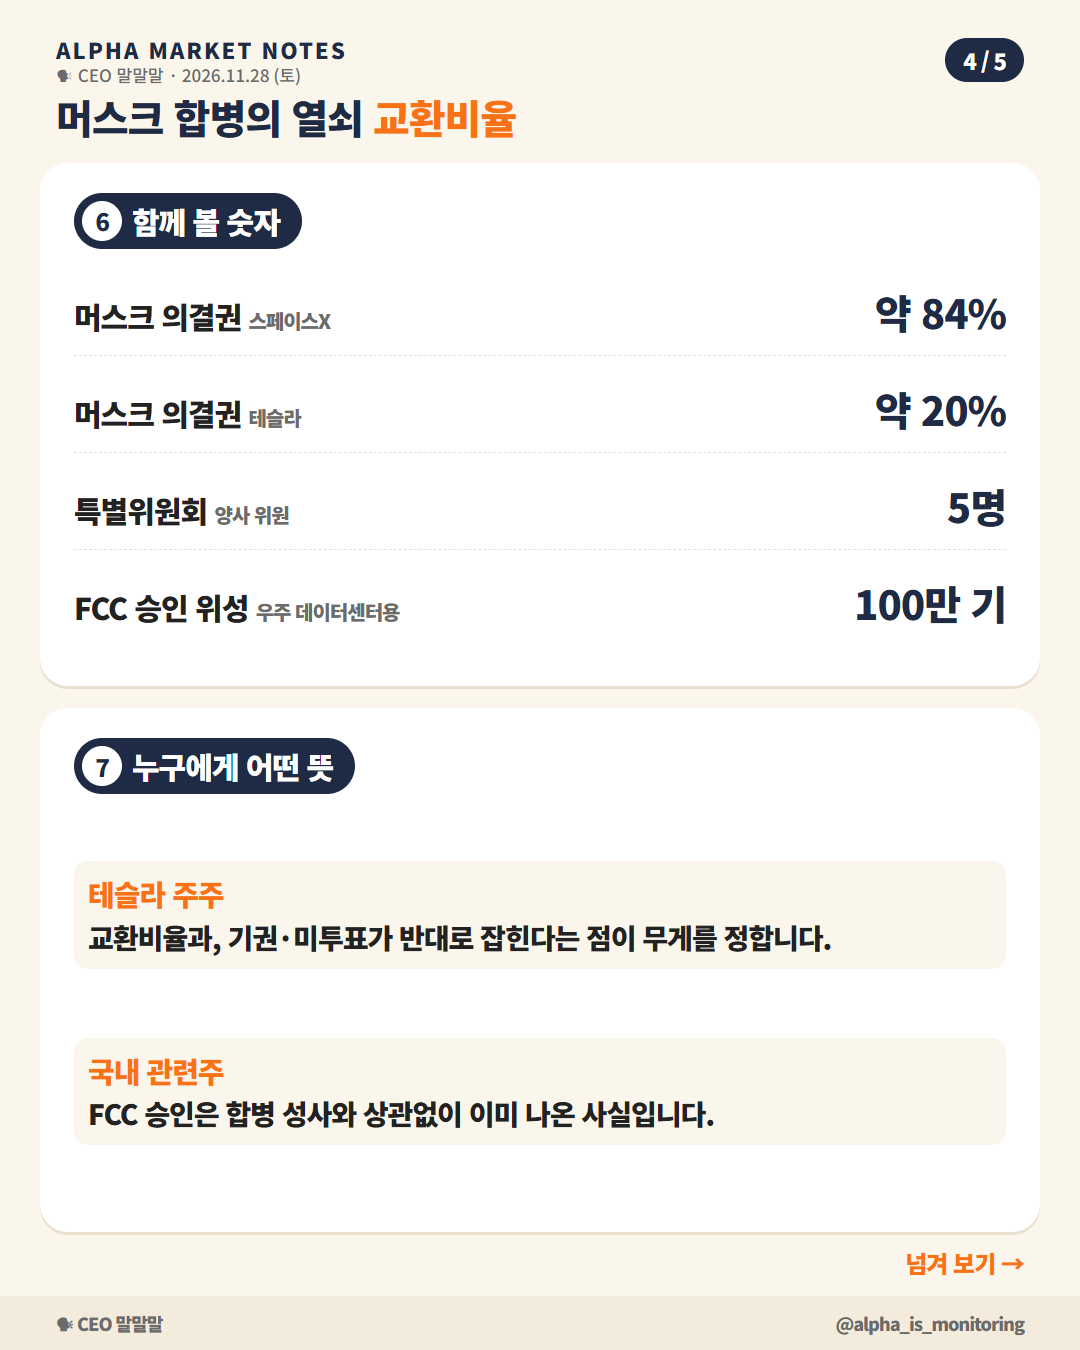 ALPHA MARKET NOTES
4 / 5
🗣 CEO 말말말 · 2026.11.28 (토)
머스크 합병의 열쇠 교환비율
6 함께 볼 숫자
머스크 의결권 스페이스X 약 84%
머스크 의결권 테슬라 약 20%
특별위원회 양사 위원 5명
FCC 승인 위성 우주 데이터센터용 100만 기
7 누구에게 어떤 뜻
테슬라 주주
교환비율과, 기권·미투표가 반대로 잡힌다는 점이 무게를 정합니다.
국내 관련주
FCC 승인은 합병 성사와 상관없이 이미 나온 사실입니다.
넘겨 보기 →
🗣 CEO 말말말
@alpha_is_monitoring